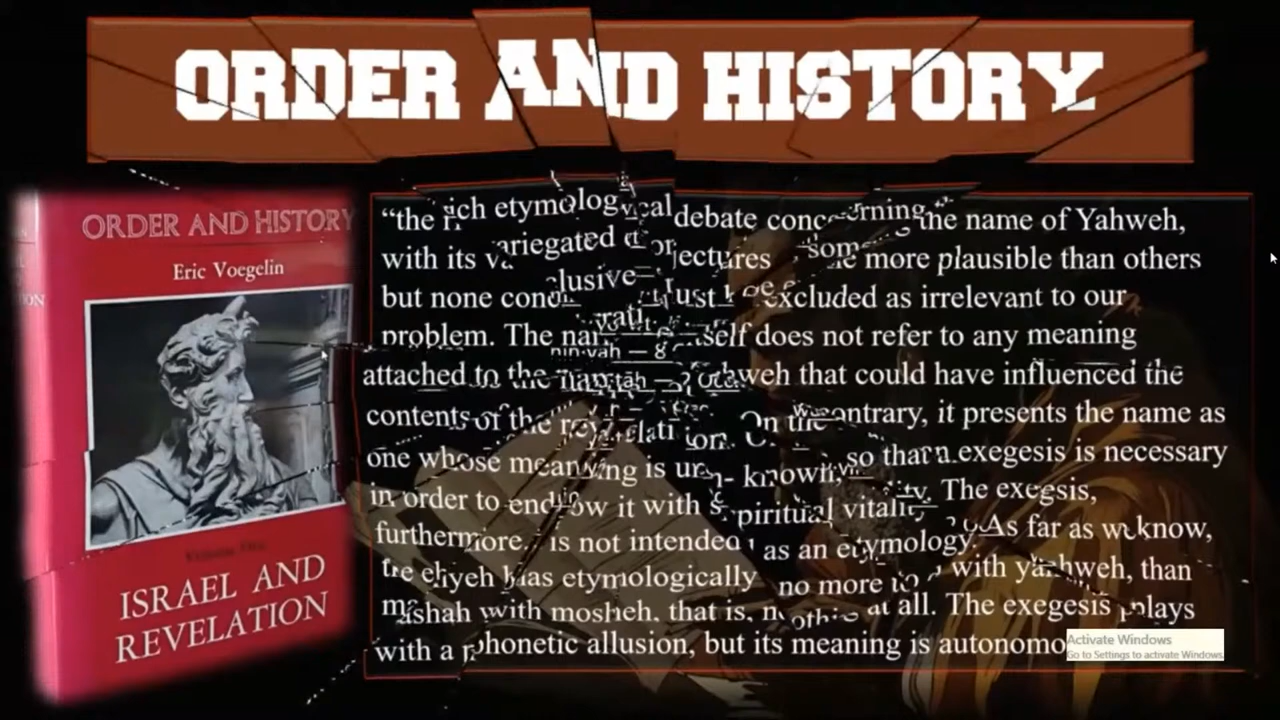 ORDER AND HISTORY
ORDER AND HISTORY
Eric Voegelin
ISRAEL AND
REVELATION
“the rich etymological debate concerning the name of Yahweh,
with its variegated conjectures some more plausible than others
but none conclusive must be excluded as irrelevant to our
problem. The itself does not refer to any meaning
attached to the that could have influenced the
contents of the revelation. On the contrary, it presents the name as
one whose meaning is un- known, so that a exegesis is necessary
in order to endow it with spiritual vitality. The exegsis,
furthermore, is not intended as an etymology. As far as we know,
the ehyeh has etymologically no more to with yahweh, than
mashah with mosheh, that is, nothing at all. The exegesis plays
with a phonetic allusion, but its meaning is autonomo
Activate Windows
Go to Settings to activate Windows.